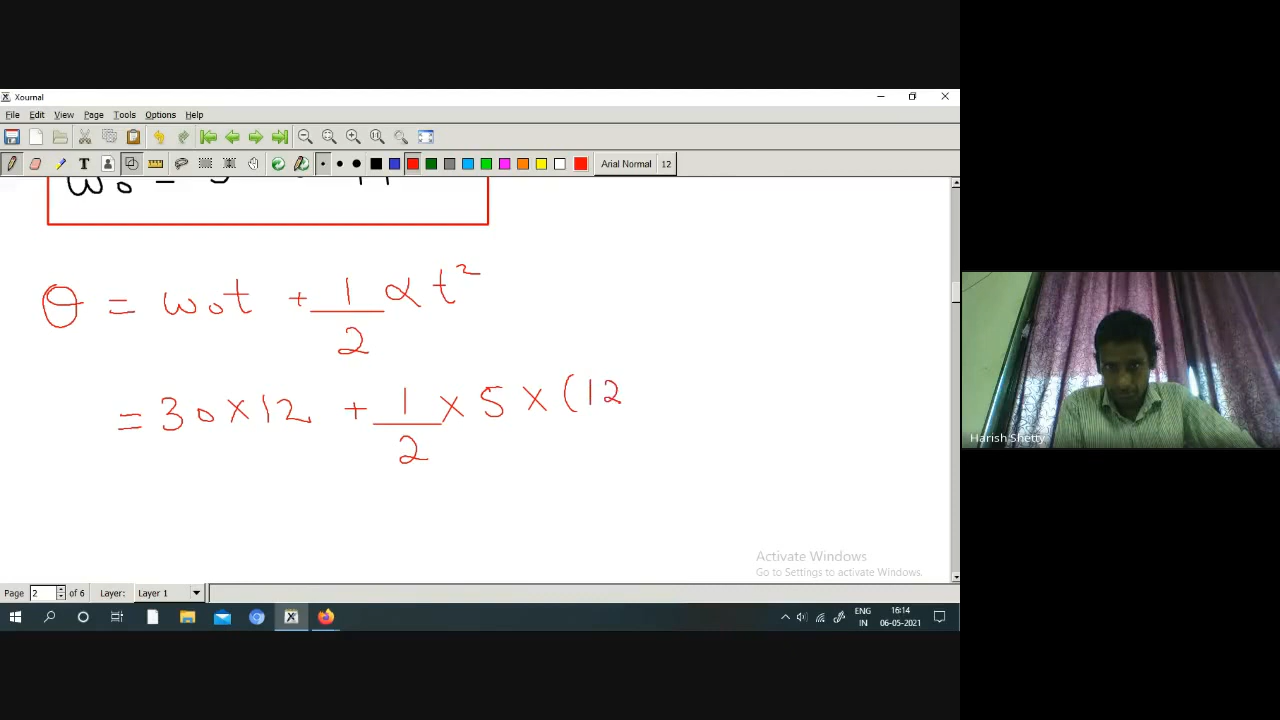 Xournal
File Edit View Page Tools Options Help
T Arial Normal 12
ω₀ =
θ = ω₀t + 1/2 αt²
= 30 × 12 + 1/2 × 5 × (12
Harish Shetty
Activate Windows
Go to Settings to activate Windows.
Page 2 of 6 Layer: Layer 1
ENG 16:14
IN 06-05-2021